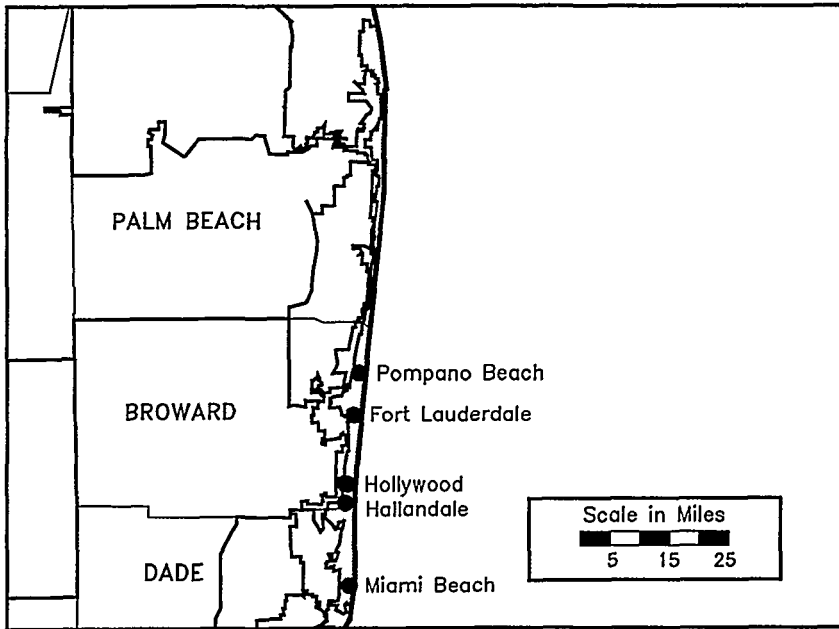 PALM BEACH
Pompano Beach
BROWARD
Fort Lauderdale
Hollywood
Hallandale
Scale in Miles
5 15 25
DADE
Miami Beach